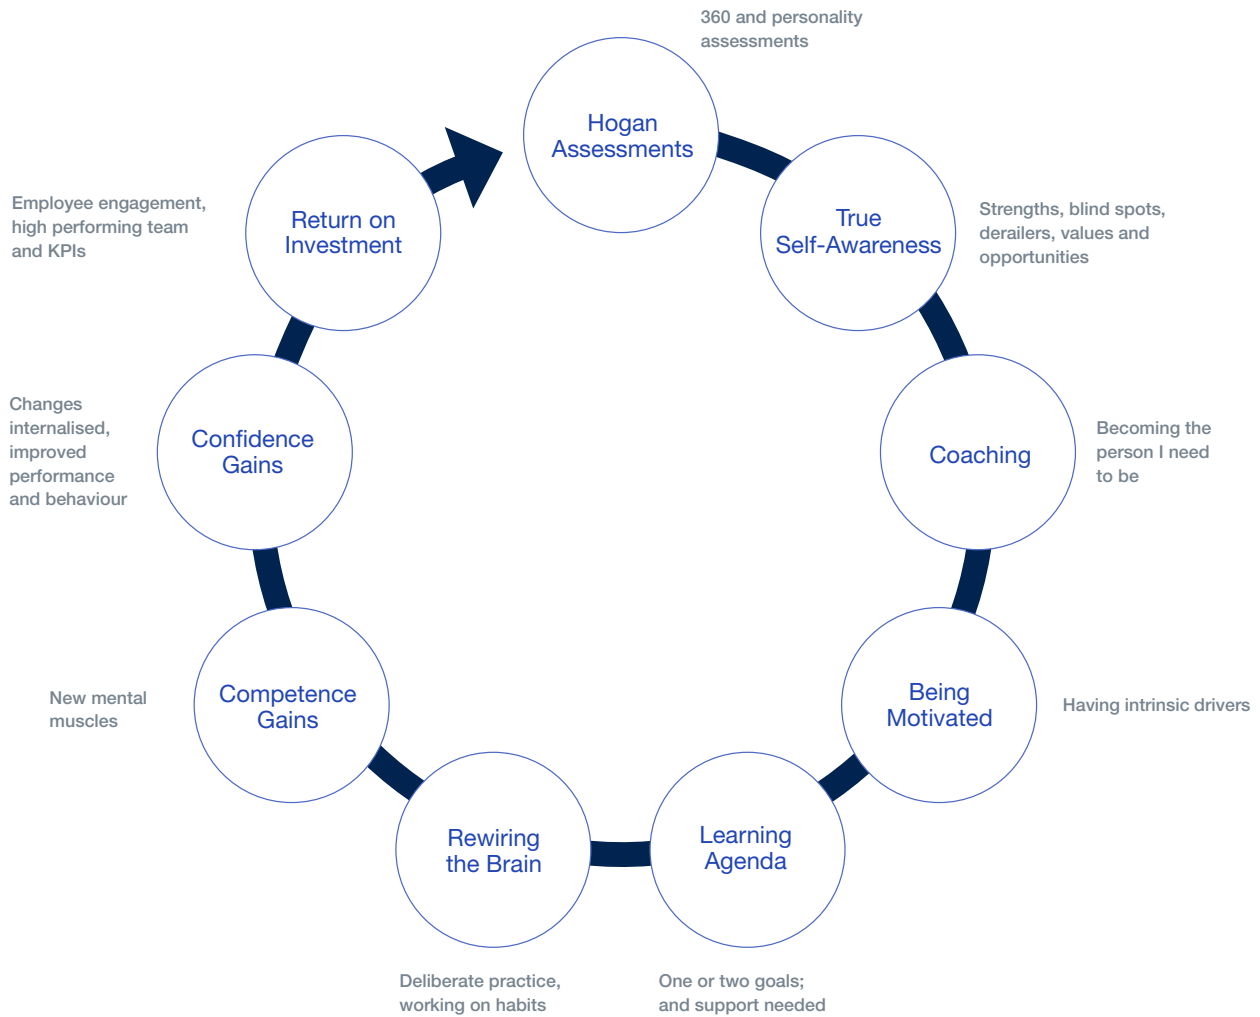 360 and personality
assessments
Hogan
Assessments
True
Self-Awareness
Strengths, blind spots,
derailers, values and
opportunities
Coaching
Becoming the
person I need
to be
Being
Motivated
Having intrinsic drivers
Learning
Agenda
One or two goals;
and support needed
Rewiring
the Brain
Deliberate practice,
working on habits
Competence
Gains
New mental
muscles
Confidence
Gains
Changes
internalised,
improved
performance
and behaviour
Return on
Investment
Employee engagement,
high performing team
and KPIs